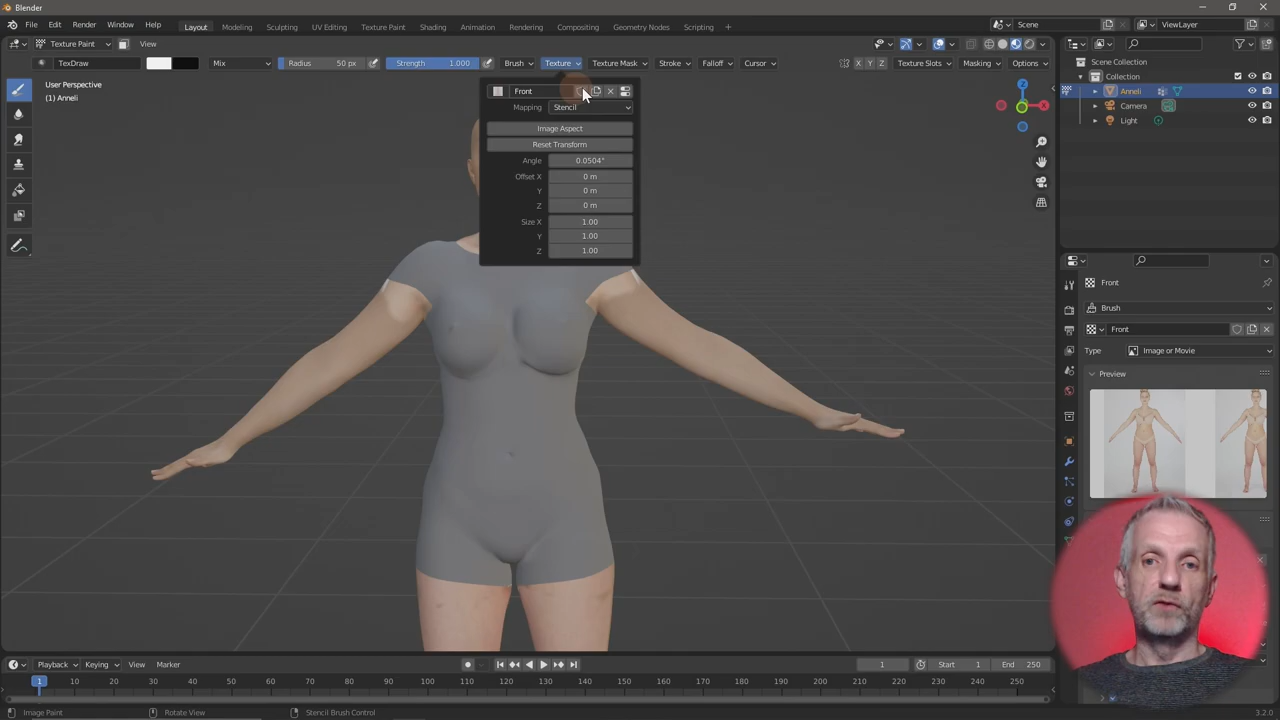 Blender
File Edit Render Window Help Layout Modeling Sculpting UV Editing Texture Paint Shading Animation Rendering Compositing Geometry Nodes Scripting + Scene ViewLayer
Texture Paint View
TexDraw Mix Radius 50 px Strength 1.000 Brush Texture Texture Mask Stroke Falloff Cursor X Y Z Texture Slots Masking Options
User Perspective
(1) Anneli
Front
Mapping Stencil
Image Aspect
Reset Transform
Angle 0.0504°
Offset X 0 m
Y 0 m
Z 0 m
Size X 1.00
Y 1.00
Z 1.00
Z
X
Scene Collection
Collection
Anneli
Camera
Light
Front
Brush
Front
Type Image or Movie
Preview
Playback Keying View Marker 1 Start 1 End 250
1 10 20 30 40 50 60 70 80 90 100 110 120 130 140 150 160 170 180 190 200 210 220 230 240 250
Image Paint Rotate View Stencil Brush Control 3.2.0